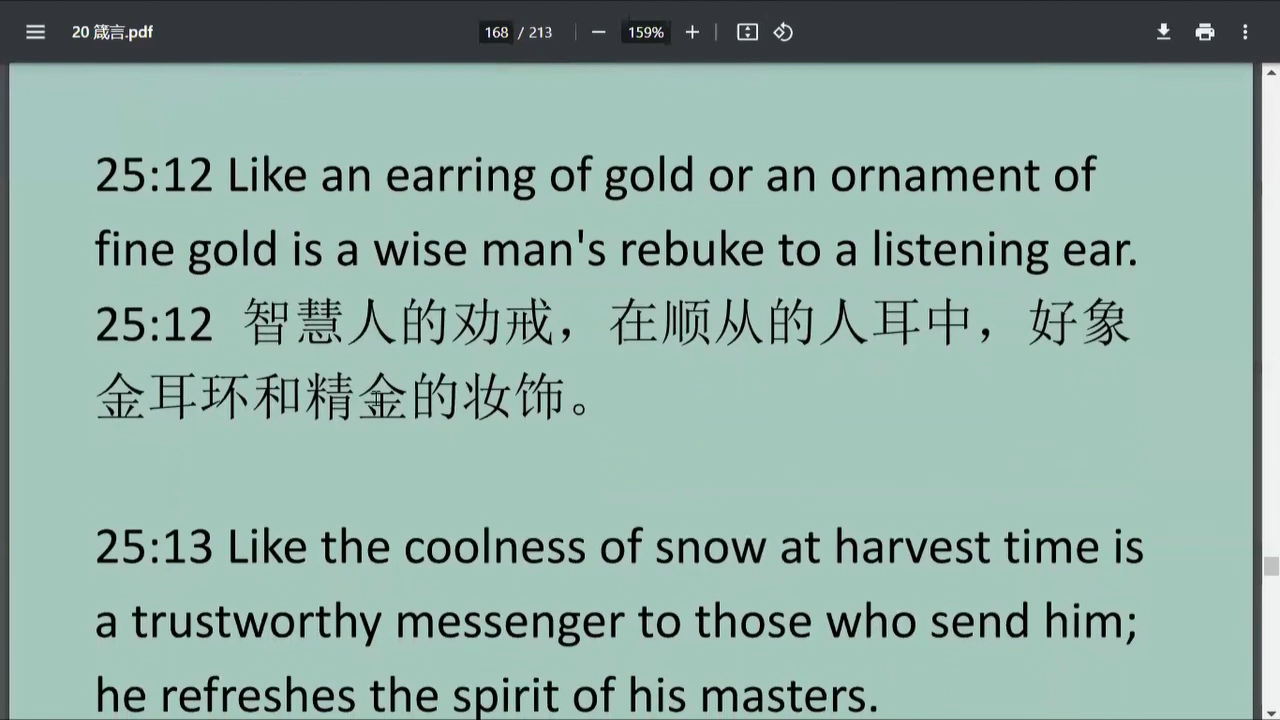 20 箴言.pdf
168 / 213
159%
25:12 Like an earring of gold or an ornament of
fine gold is a wise man's rebuke to a listening ear.
25:12 智慧人的劝戒，在顺从的人耳中，好象
金耳环和精金的妆饰。
25:13 Like the coolness of snow at harvest time is
a trustworthy messenger to those who send him;
he refreshes the spirit of his masters.